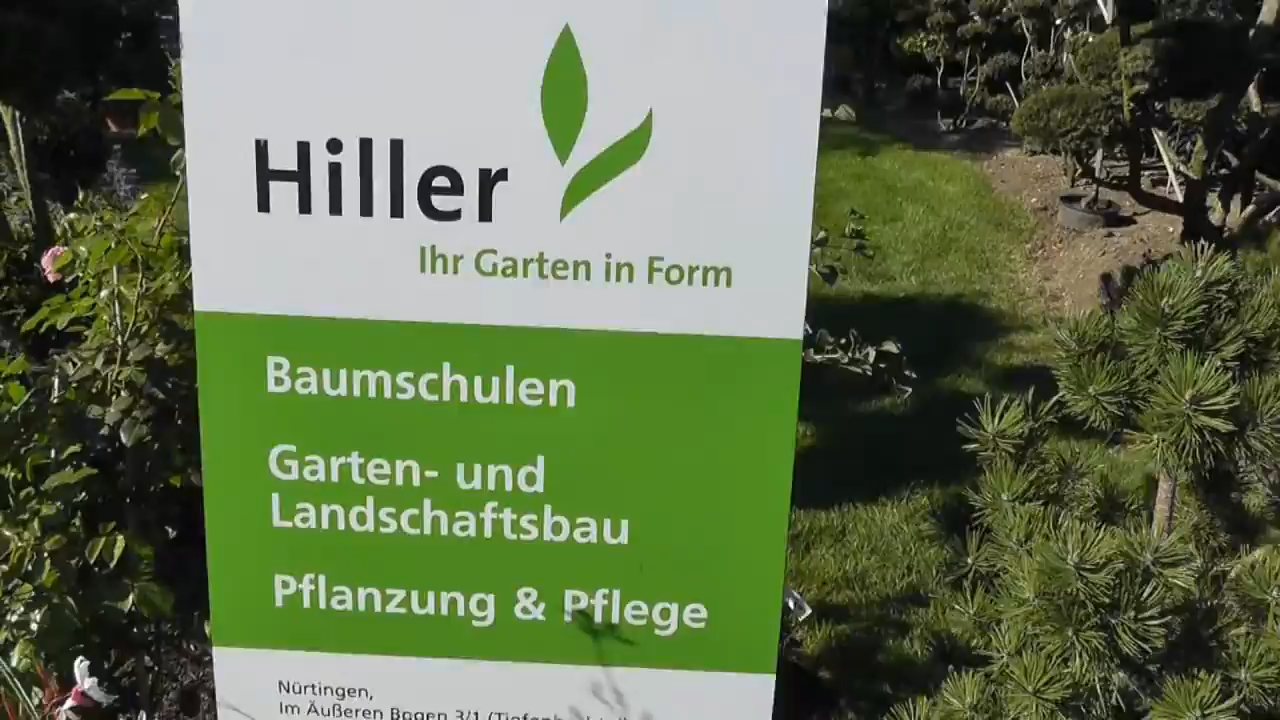 Hiller
Ihr Garten in Form
Baumschulen
Garten- und
Landschaftsbau
Pflanzung & Pflege
Nürtingen,
Im Äußeren Bogen 3/1